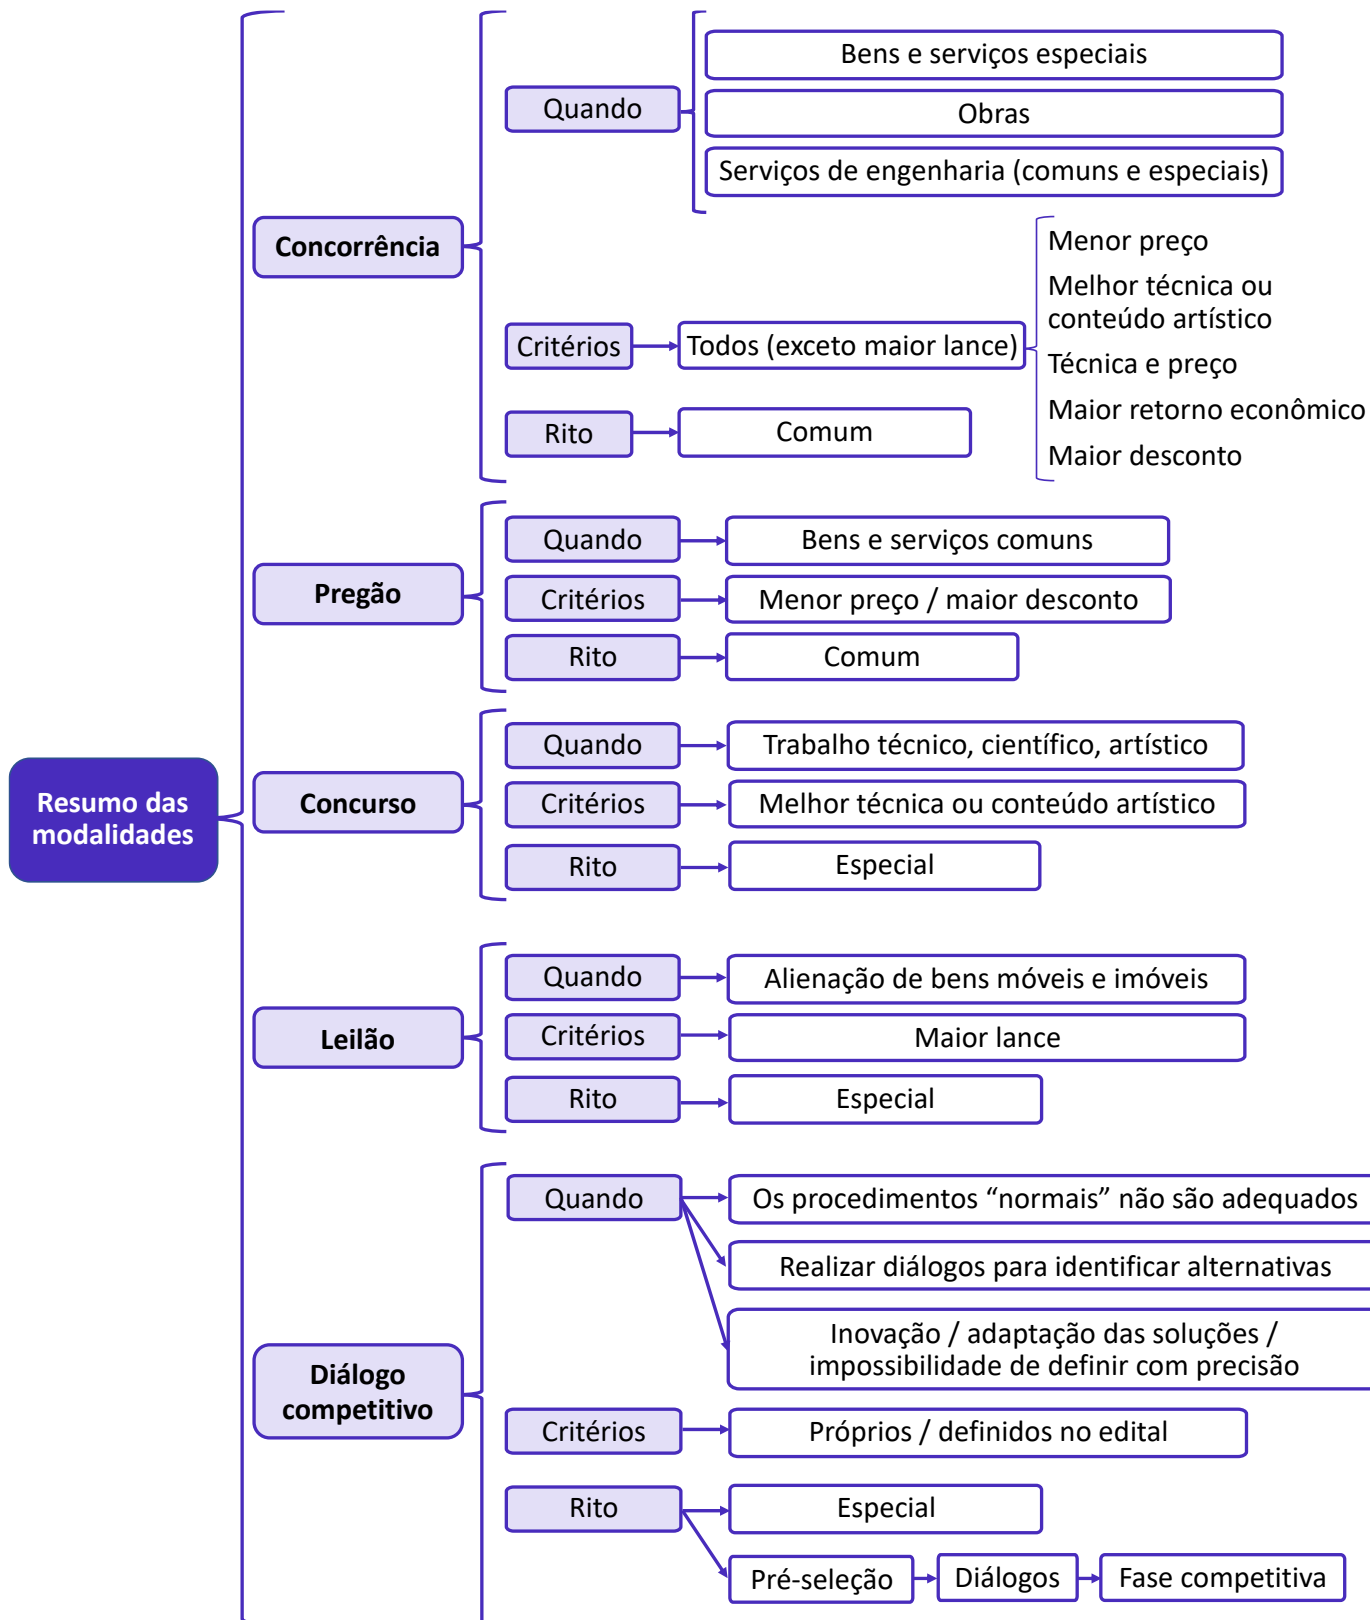 Resumo das
modalidades
Concorrência
Quando
Bens e serviços especiais
Obras
Serviços de engenharia (comuns e especiais)
Critérios
Todos (exceto maior lance)
Menor preço
Melhor técnica ou
conteúdo artístico
Técnica e preço
Maior retorno econômico
Maior desconto
Rito
Comum
Pregão
Quando
Bens e serviços comuns
Critérios
Menor preço / maior desconto
Rito
Comum
Concurso
Quando
Trabalho técnico, científico, artístico
Critérios
Melhor técnica ou conteúdo artístico
Rito
Especial
Leilão
Quando
Alienação de bens móveis e imóveis
Critérios
Maior lance
Rito
Especial
Diálogo
competitivo
Quando
Os procedimentos “normais” não são adequados
Realizar diálogos para identificar alternativas
Inovação / adaptação das soluções /
impossibilidade de definir com precisão
Critérios
Próprios / definidos no edital
Rito
Especial
Pré-seleção
Diálogos
Fase competitiva